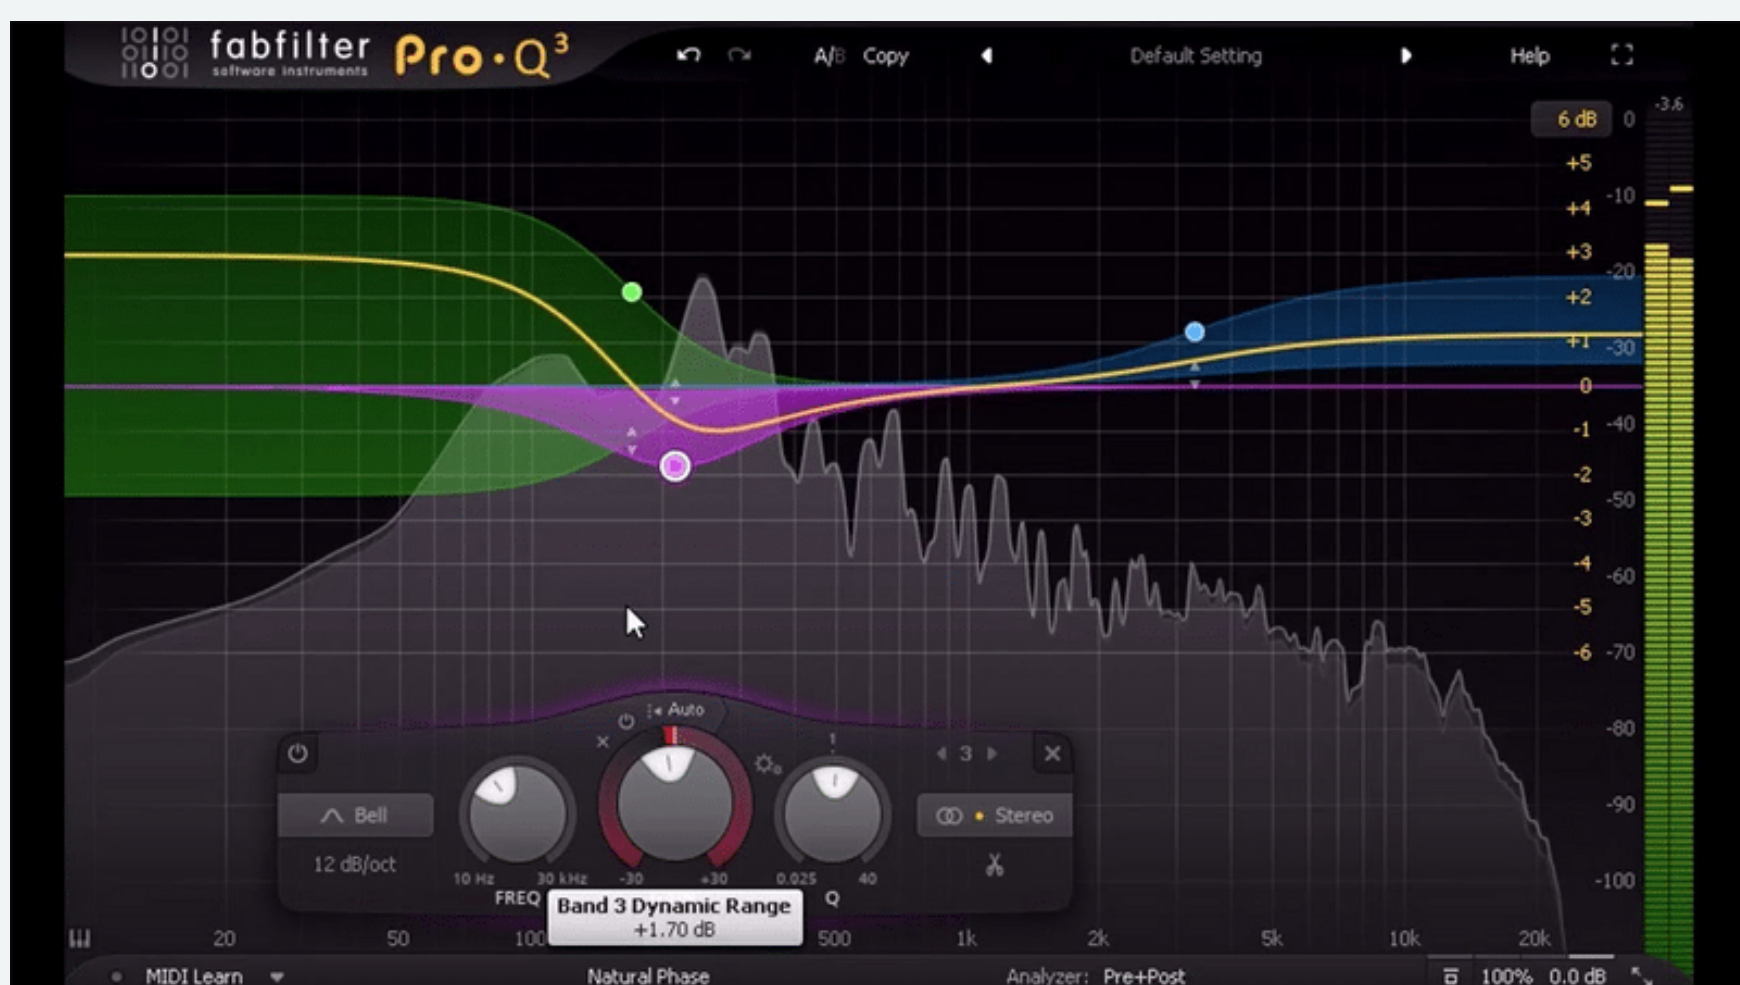 fabfilter Pro·Q³
software instruments
A/B Copy Default Setting Help
6 dB 0 -3.6
+5
+4 -10
+3
+2 -20
+1 -30
0
-1 -40
-2
-3 -50
-4
-5 -60
-6 -70
-80
-90
-100
Auto
1
3
Bell
Stereo
12 dB/oct
10 Hz 30 kHz -30 +30 0.025 40
FREQ Q
Band 3 Dynamic Range
+1.70 dB
20 50 100 500 1k 2k 5k 10k 20k
MIDI Learn Natural Phase Analyzer: Pre+Post 100% 0.0 dB